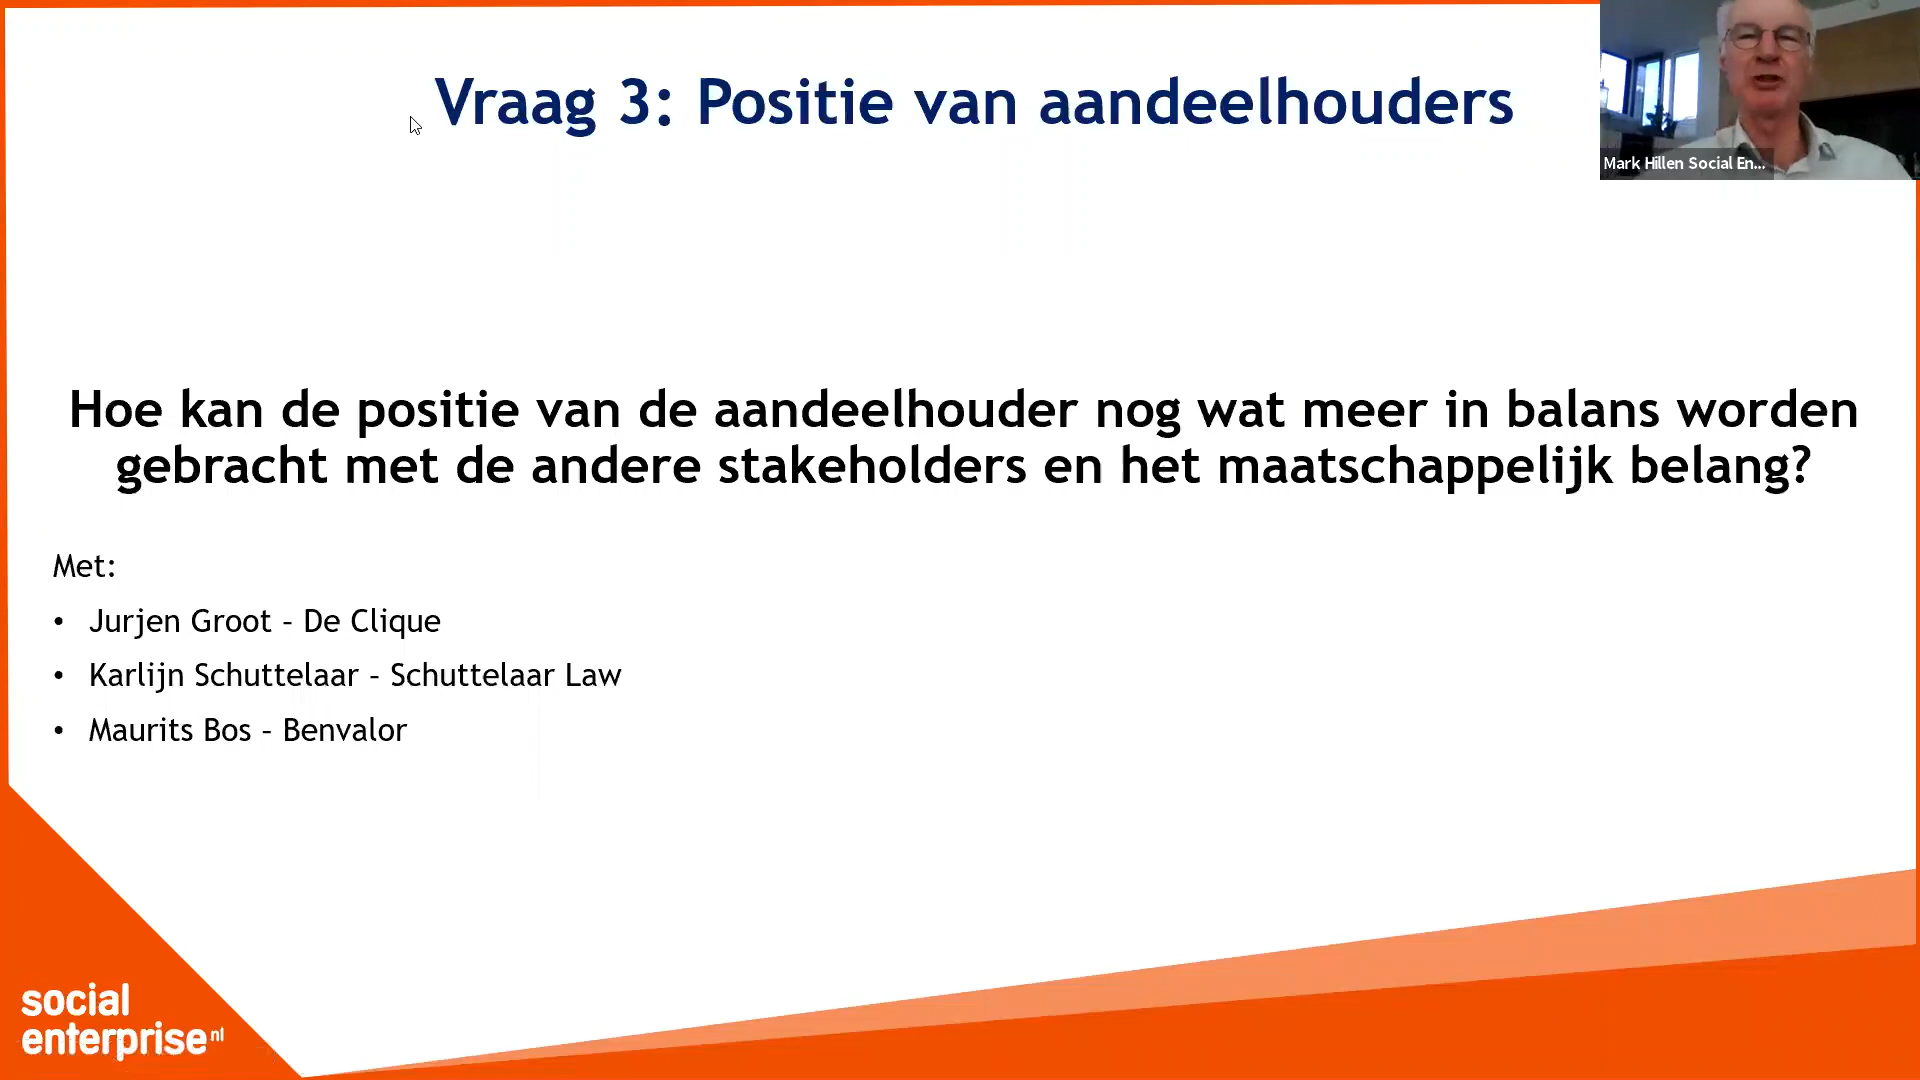 Vraag 3: Positie van aandeelhouders
Mark Hillen Social En...
Hoe kan de positie van de aandeelhouder nog wat meer in balans worden
gebracht met de andere stakeholders en het maatschappelijk belang?
Met:
• Jurjen Groot – De Clique
• Karlijn Schuttelaar – Schuttelaar Law
• Maurits Bos – Benvalor
social
enterprise nl